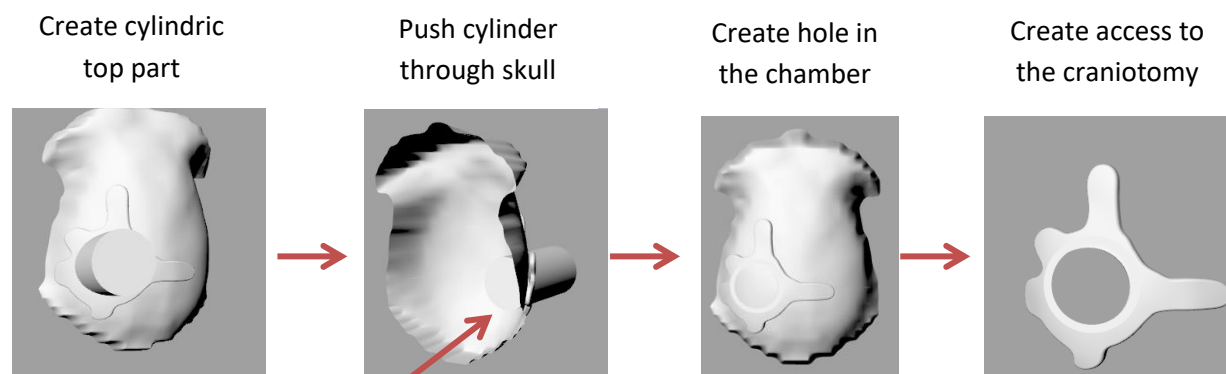 Create cylindric
top part
Push cylinder
through skull
Create hole in
the chamber
Create access to
the craniotomy